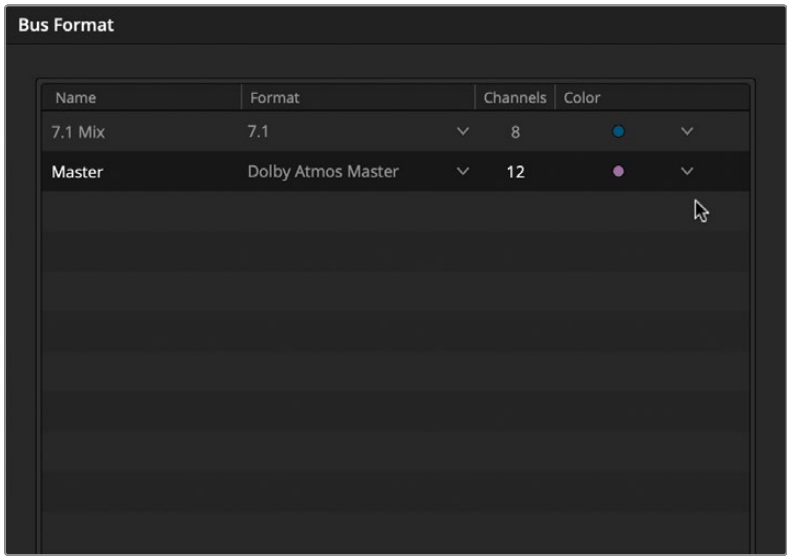 Bus Format
Name Format Channels Color
7.1 Mix 7.1 8
Master Dolby Atmos Master 12